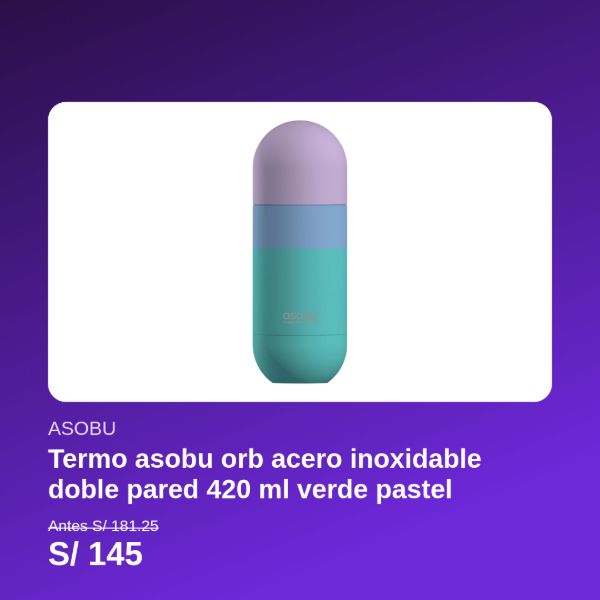 asobu
ASOBU
Termo asobu orb acero inoxidable
doble pared 420 ml verde pastel
Antes S/ 181.25
S/ 145